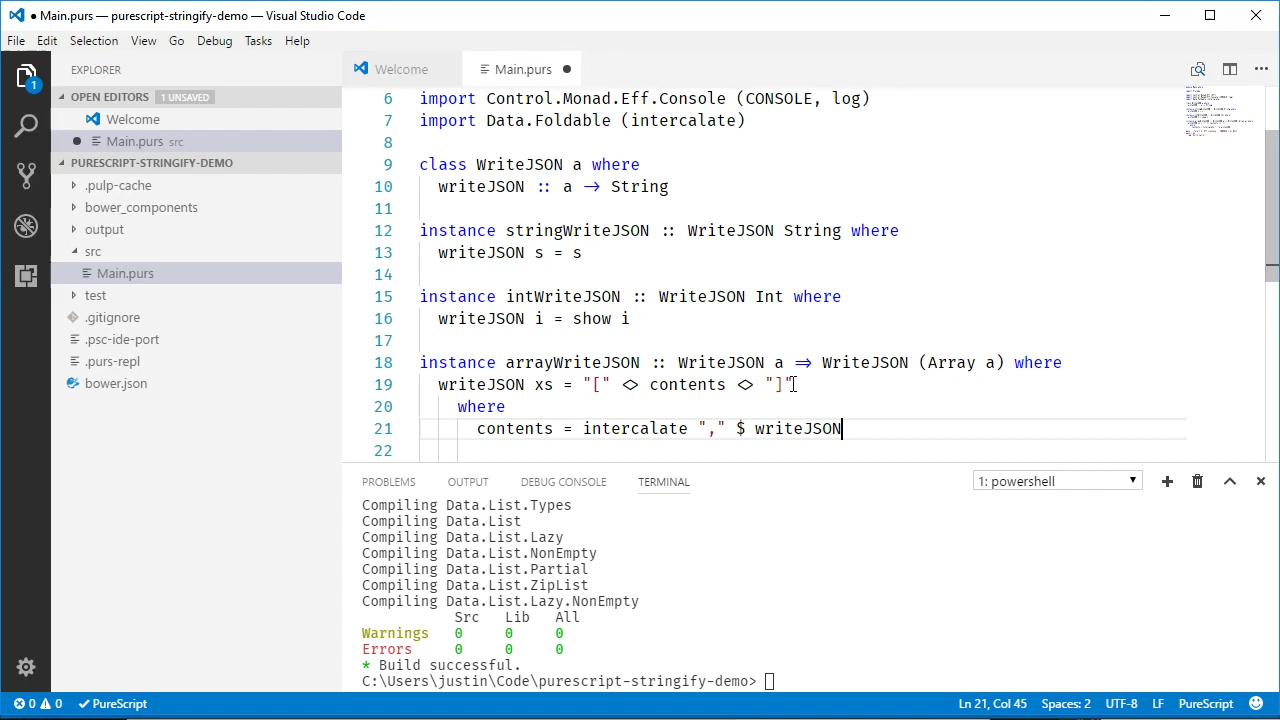 ● Main.purs — purescript-stringify-demo — Visual Studio Code
File Edit Selection View Go Debug Tasks Help
EXPLORER
OPEN EDITORS 1 UNSAVED
Welcome
Main.purs src
PURESCRIPT-STRINGIFY-DEMO
.pulp-cache
bower_components
output
src
Main.purs
test
.gitignore
.psc-ide-port
.purs-repl
bower.json
1
Welcome Main.purs ●
6 import Control.Monad.Eff.Console (CONSOLE, log)
7 import Data.Foldable (intercalate)
8
9 class WriteJSON a where
10 writeJSON :: a -> String
11
12 instance stringWriteJSON :: WriteJSON String where
13 writeJSON s = s
14
15 instance intWriteJSON :: WriteJSON Int where
16 writeJSON i = show i
17
18 instance arrayWriteJSON :: WriteJSON a => WriteJSON (Array a) where
19 writeJSON xs = "[" <> contents <> "]"
20 where
21 contents = intercalate "," $ writeJSON
22
PROBLEMS OUTPUT DEBUG CONSOLE TERMINAL 1: powershell
Compiling Data.List.Types
Compiling Data.List
Compiling Data.List.Lazy
Compiling Data.List.NonEmpty
Compiling Data.List.Partial
Compiling Data.List.ZipList
Compiling Data.List.Lazy.NonEmpty
Src Lib All
Warnings 0 0 0
Errors 0 0 0
* Build successful.
C:\Users\justin\Code\purescript-stringify-demo>
0 0 PureScript Ln 21, Col 45 Spaces: 2 UTF-8 LF PureScript